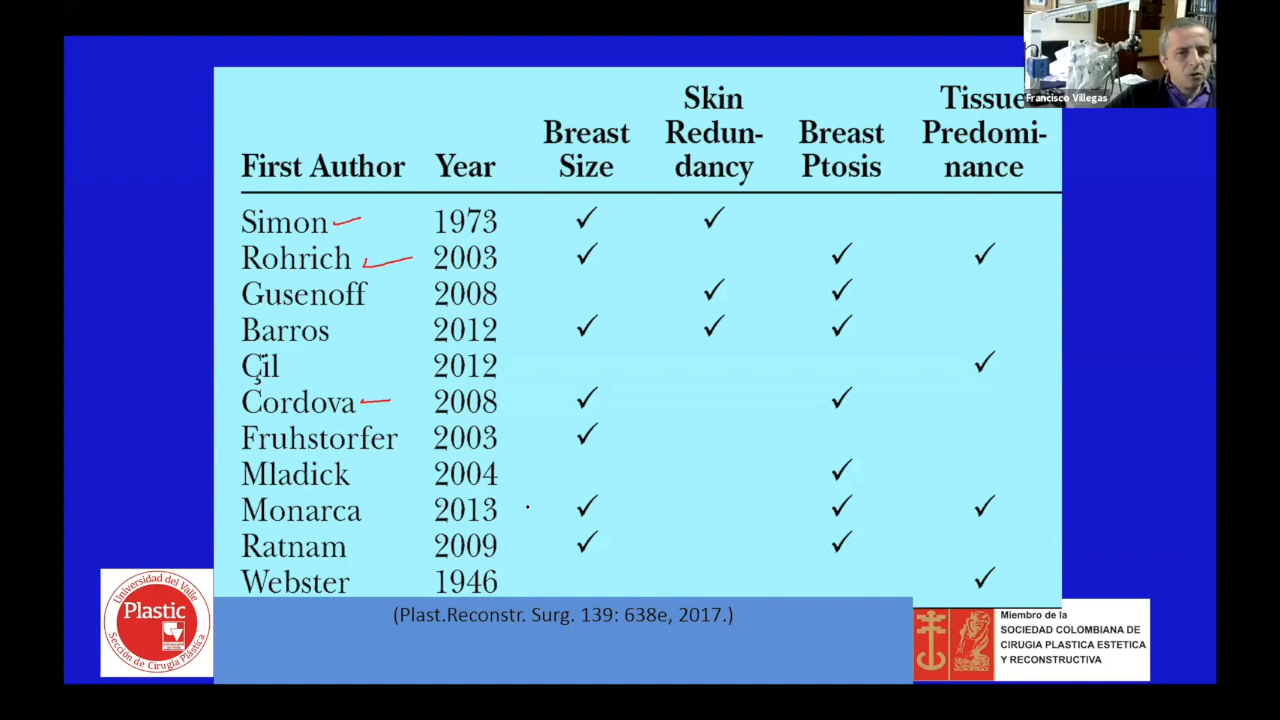 Francisco Villegas
Skin Tissue
Breast Redun- Breast Predomi-
First Author Year Size dancy Ptosis nance
Simon 1973 ✓ ✓
Rohrich 2003 ✓ ✓ ✓
Gusenoff 2008 ✓ ✓
Barros 2012 ✓ ✓ ✓
Çil 2012 ✓
Cordova 2008 ✓ ✓
Fruhstorfer 2003 ✓
Mladick 2004 ✓
Monarca 2013 ✓ ✓ ✓
Ratnam 2009 ✓ ✓
Webster 1946 ✓
(Plast.Reconstr. Surg. 139: 638e, 2017.)
Universidad del Valle
Plastic
Sección de Cirugía Plástica
Miembro de la
SOCIEDAD COLOMBIANA DE
CIRUGIA PLASTICA ESTETICA
Y RECONSTRUCTIVA